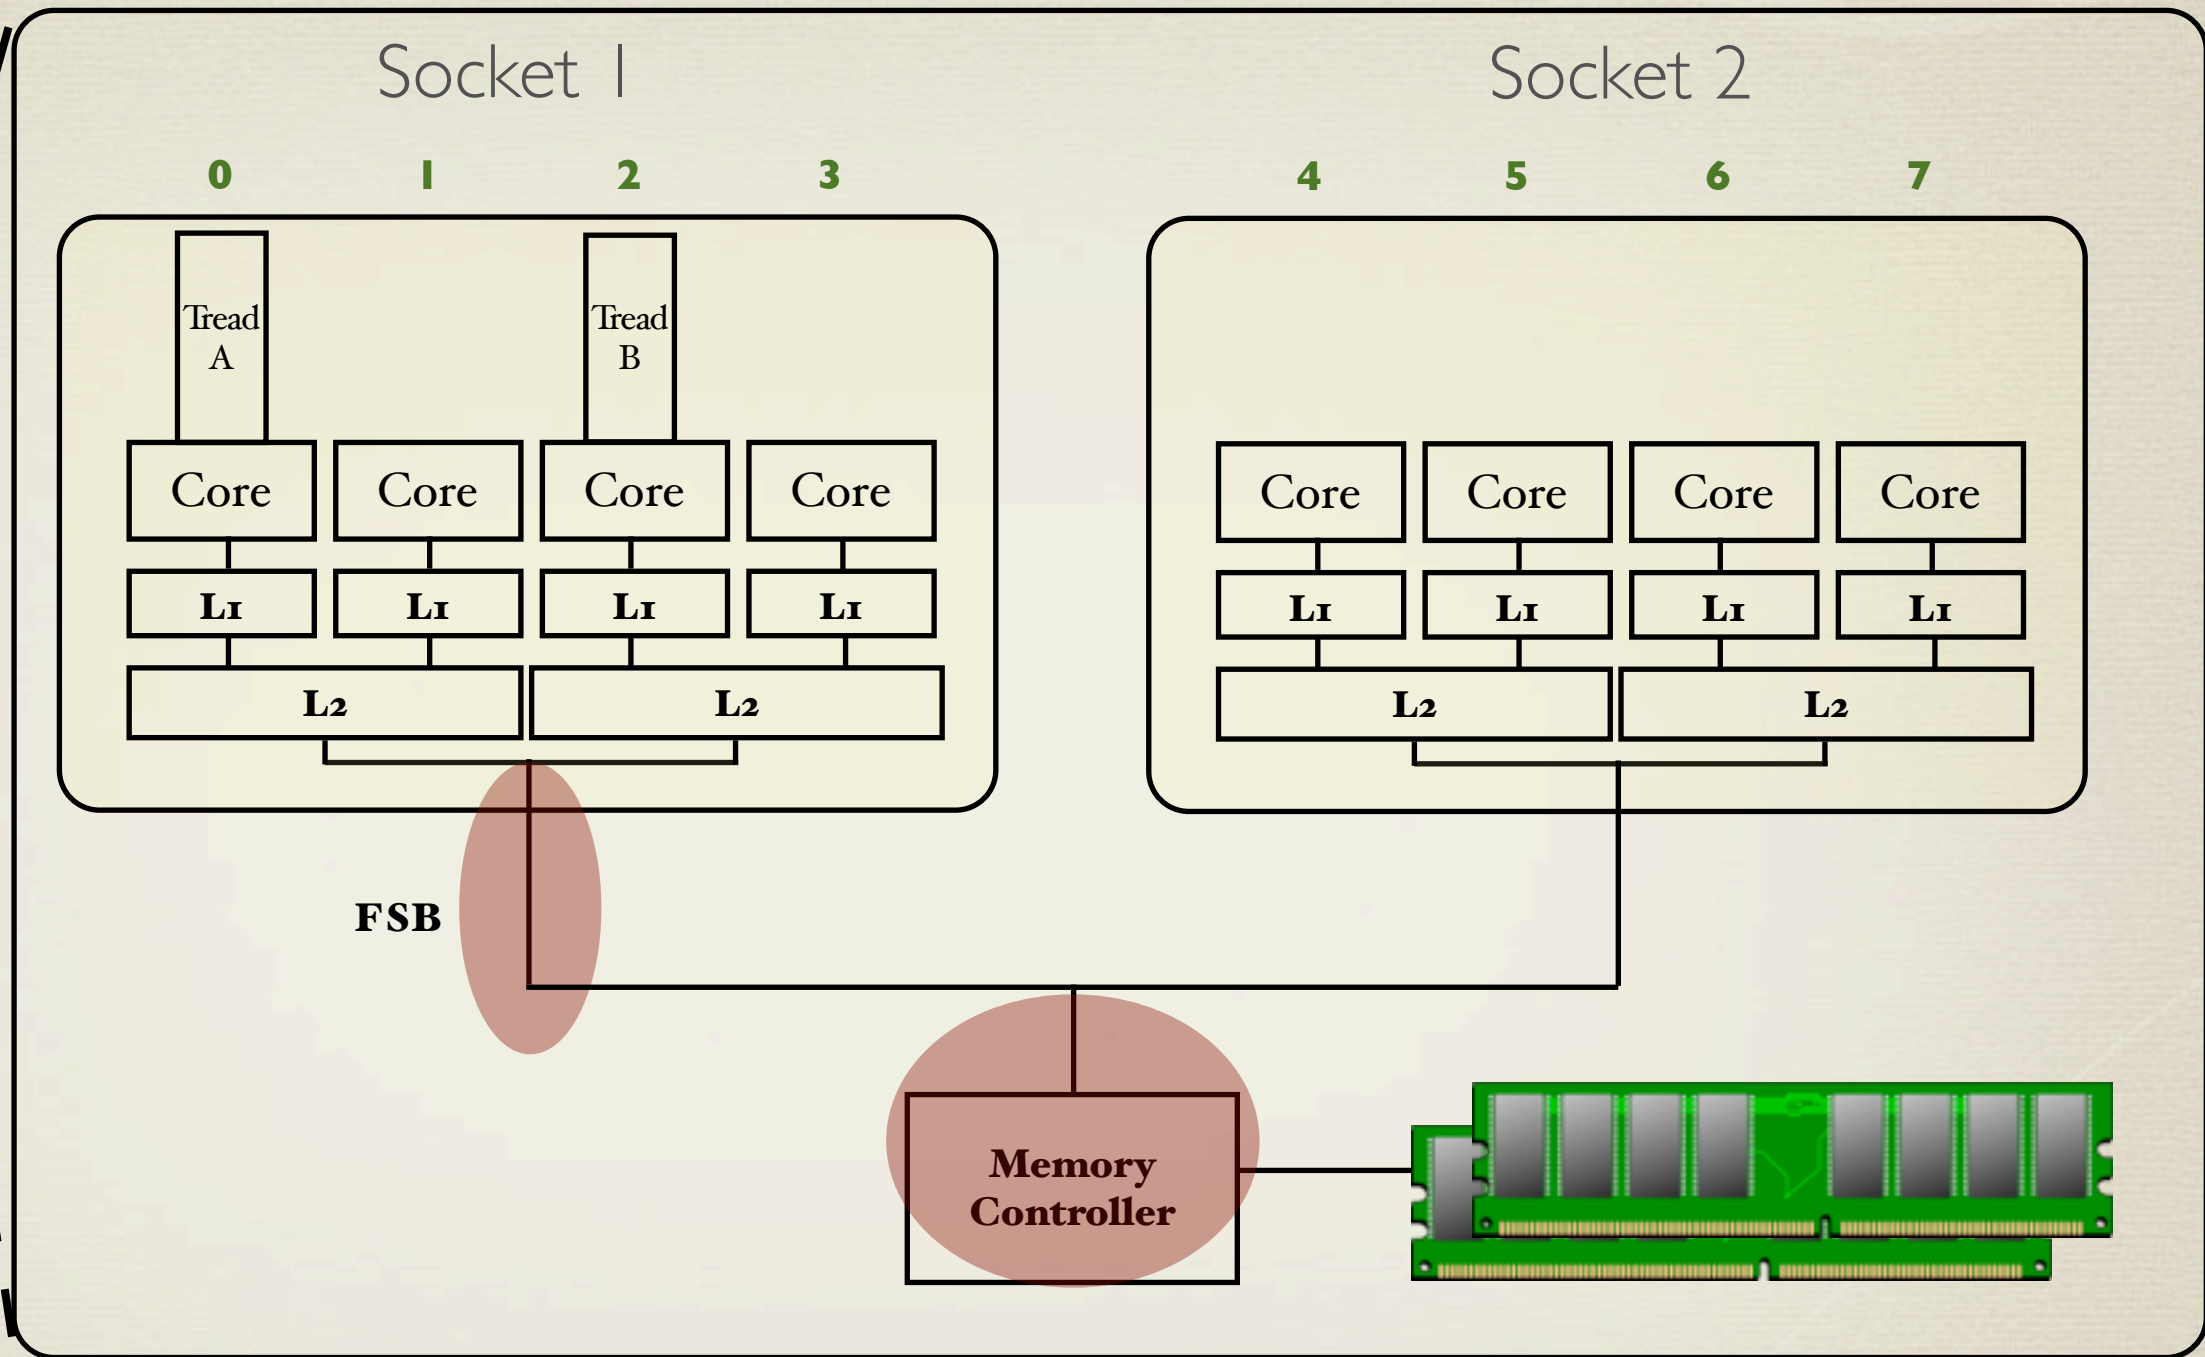 Socket 1
Socket 2
0 1 2 3
4 5 6 7
Tread
A
Tread
B
Core Core Core Core
Core Core Core Core
L1 L1 L1 L1
L1 L1 L1 L1
L2 L2
L2 L2
FSB
Memory
Controller